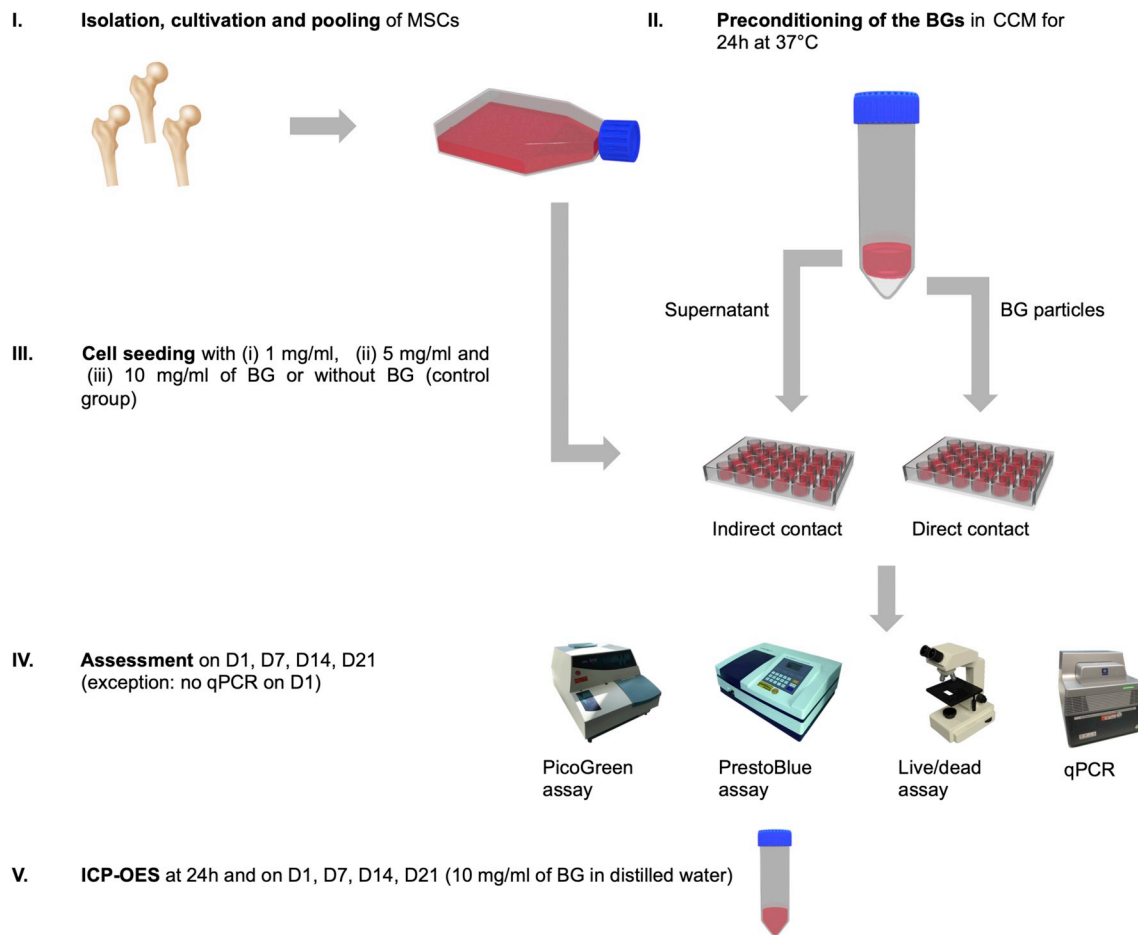 I. Isolation, cultivation and pooling of MSCs
II. Preconditioning of the BGs in CCM for
24h at 37°C
Supernatant
BG particles
III. Cell seeding with (i) 1 mg/ml, (ii) 5 mg/ml and
(iii) 10 mg/ml of BG or without BG (control
group)
Indirect contact
Direct contact
IV. Assessment on D1, D7, D14, D21
(exception: no qPCR on D1)
PicoGreen
assay
PrestoBlue
assay
Live/dead
assay
qPCR
V. ICP-OES at 24h and on D1, D7, D14, D21 (10 mg/ml of BG in distilled water)